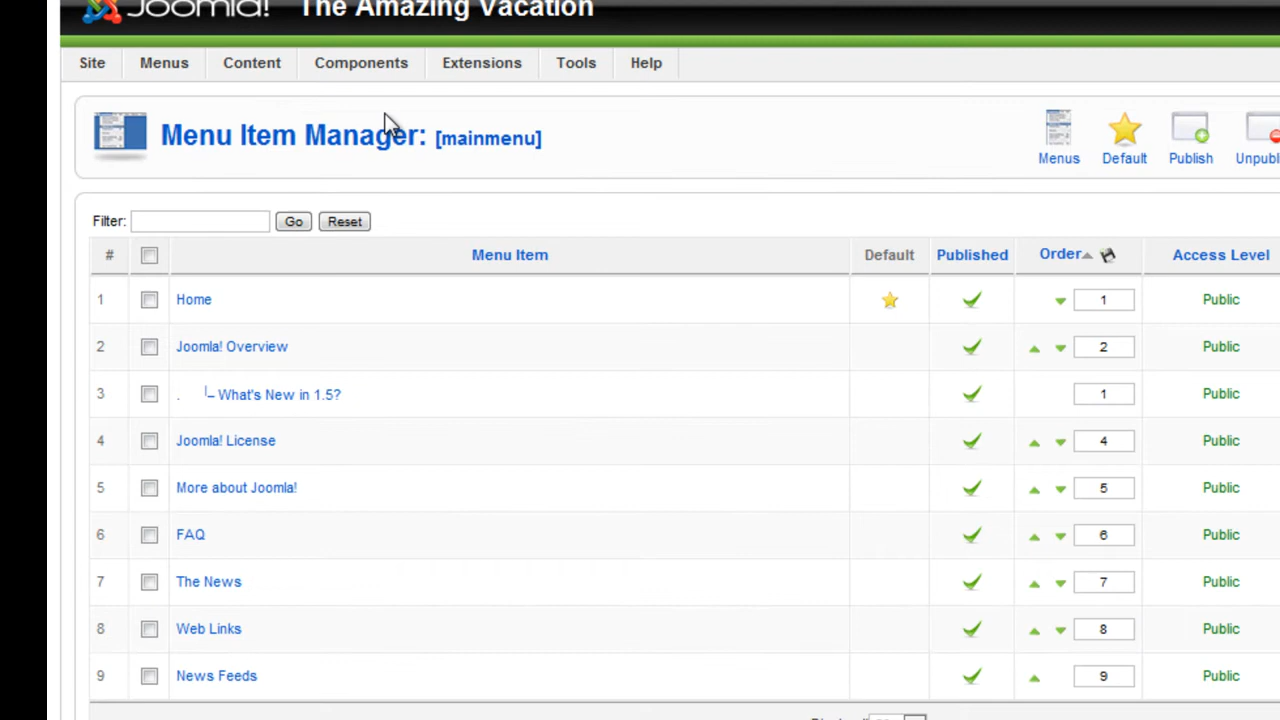 Joomla! The Amazing Vacation
Site Menus Content Components Extensions Tools Help
Menu Item Manager: [mainmenu]
Menus Default Publish Unpubl
Filter: Go Reset
# Menu Item Default Published Order Access Level
1 Home 1 Public
2 Joomla! Overview 2 Public
3 . What's New in 1.5? 1 Public
4 Joomla! License 4 Public
5 More about Joomla! 5 Public
6 FAQ 6 Public
7 The News 7 Public
8 Web Links 8 Public
9 News Feeds 9 Public